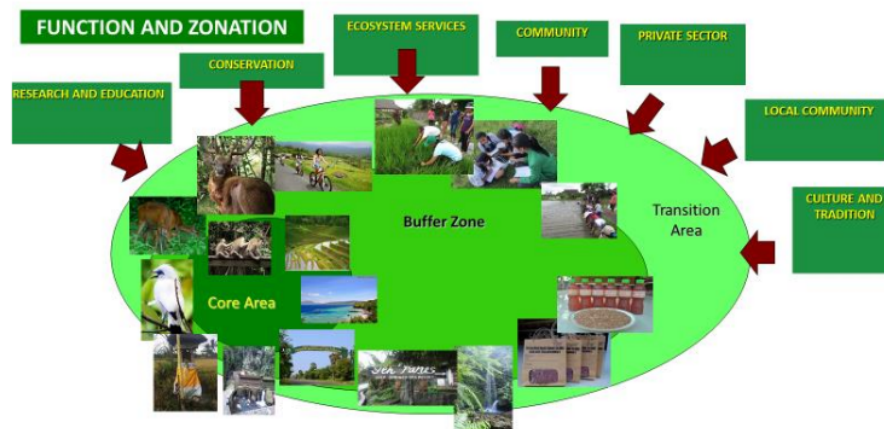 FUNCTION AND ZONATION
ECOSYSTEM SERVICES
COMMUNITY
PRIVATE SECTOR
CONSERVATION
RESEARCH AND EDUCATION
LOCAL COMMUNITY
CULTURE AND
TRADITION
Buffer Zone
Transition
Area
Core Area